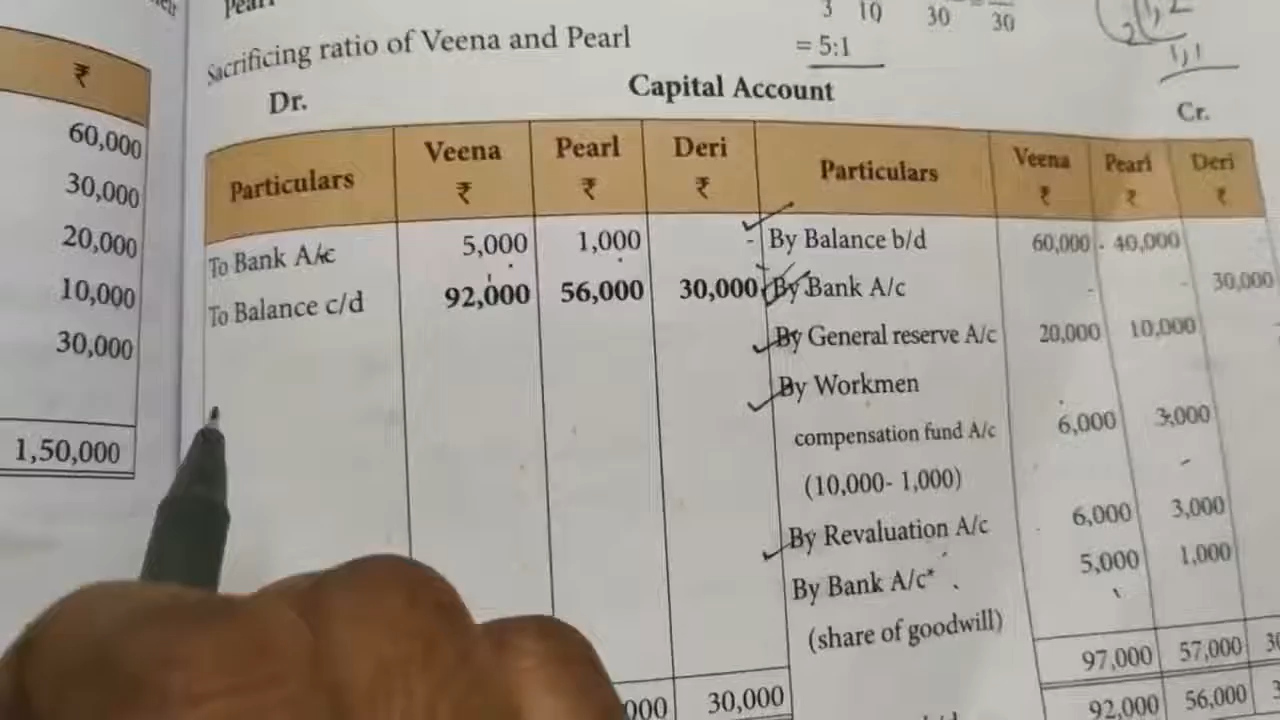 ₹
60,000
30,000
20,000
10,000
30,000
1,50,000
3 10 30 30
Sacrificing ratio of Veena and Pearl = 5:1
Capital Account
Dr. Cr.
Particulars Veena ₹ Pearl ₹ Deri ₹ Particulars Veena ₹ Pearl ₹ Deri ₹
To Bank A/c 5,000 1,000 - By Balance b/d 60,000 40,000 -
To Balance c/d 92,000 56,000 30,000 By Bank A/c - - 30,000
By General reserve A/c 20,000 10,000
By Workmen
compensation fund A/c 6,000 3,000
(10,000- 1,000)
By Revaluation A/c 6,000 3,000
By Bank A/c* 5,000 1,000
(share of goodwill)
97,000 57,000
000 30,000
92,000 56,000